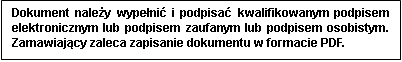 Dokument należy wypełnić i podpisać kwalifikowanym podpisem
elektronicznym lub podpisem zaufanym lub podpisem osobistym.
Zamawiający zaleca zapisanie dokumentu w formacie PDF.